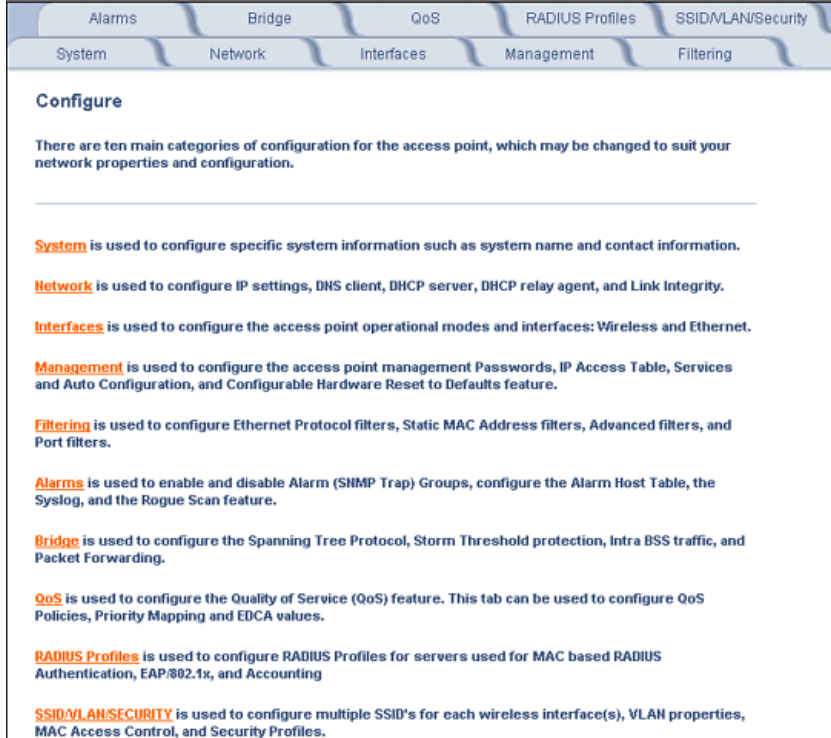 Alarms Bridge QoS RADIUS Profiles SSID/VLAN/Security
System Network Interfaces Management Filtering
Configure
There are ten main categories of configuration for the access point, which may be changed to suit your
network properties and configuration.
System is used to configure specific system information such as system name and contact information.
Network is used to configure IP settings, DNS client, DHCP server, DHCP relay agent, and Link Integrity.
Interfaces is used to configure the access point operational modes and interfaces: Wireless and Ethernet.
Management is used to configure the access point management Passwords, IP Access Table, Services
and Auto Configuration, and Configurable Hardware Reset to Defaults feature.
Filtering is used to configure Ethernet Protocol filters, Static MAC Address filters, Advanced filters, and
Port filters.
Alarms is used to enable and disable Alarm (SNMP Trap) Groups, configure the Alarm Host Table, the
Syslog, and the Rogue Scan feature.
Bridge is used to configure the Spanning Tree Protocol, Storm Threshold protection, Intra BSS traffic, and
Packet Forwarding.
QoS is used to configure the Quality of Service (QoS) feature. This tab can be used to configure QoS
Policies, Priority Mapping and EDCA values.
RADIUS Profiles is used to configure RADIUS Profiles for servers used for MAC based RADIUS
Authentication, EAP/802.1x, and Accounting
SSID/VLAN/SECURITY is used to configure multiple SSID's for each wireless interface(s), VLAN properties,
MAC Access Control, and Security Profiles.